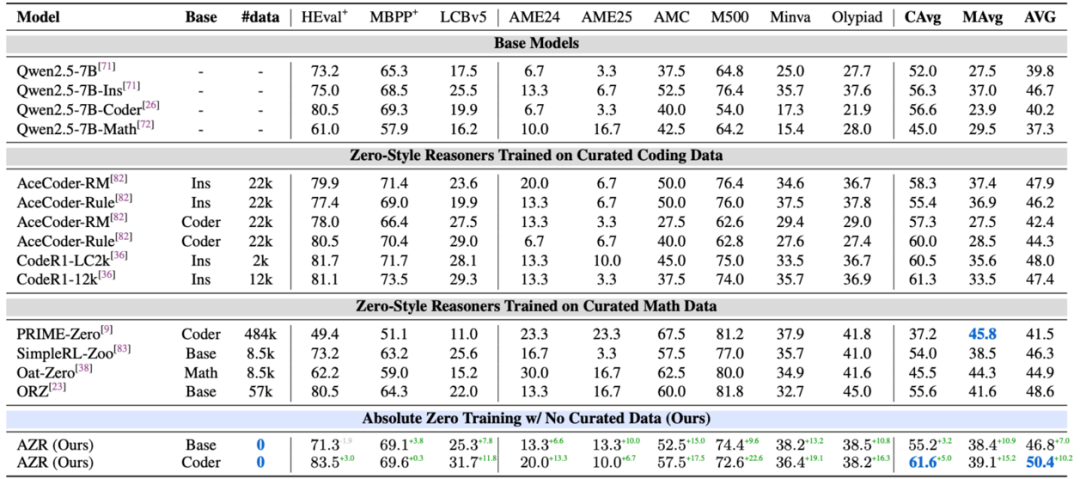 Model Base #data HEval+ MBPP+ LCBv5 AME24 AME25 AMC M500 Minva Olypiad CAvg MAvg AVG
Base Models
Qwen2.5-7B[71] - - 73.2 65.3 17.5 6.7 3.3 37.5 64.8 25.0 27.7 52.0 27.5 39.8
Qwen2.5-7B-Ins[71] - - 75.0 68.5 25.5 13.3 6.7 52.5 76.4 35.7 37.6 56.3 37.0 46.7
Qwen2.5-7B-Coder[26] - - 80.5 69.3 19.9 6.7 3.3 40.0 54.0 17.3 21.9 56.6 23.9 40.2
Qwen2.5-7B-Math[72] - - 61.0 57.9 16.2 10.0 16.7 42.5 64.2 15.4 28.0 45.0 29.5 37.3
Zero-Style Reasoners Trained on Curated Coding Data
AceCoder-RM[82] Ins 22k 79.9 71.4 23.6 20.0 6.7 50.0 76.4 34.6 36.7 58.3 37.4 47.9
AceCoder-Rule[82] Ins 22k 77.4 69.0 19.9 13.3 6.7 50.0 76.0 37.5 37.8 55.4 36.9 46.2
AceCoder-RM[82] Coder 22k 78.0 66.4 27.5 13.3 3.3 27.5 62.6 29.4 29.0 57.3 27.5 42.4
AceCoder-Rule[82] Coder 22k 80.5 70.4 29.0 6.7 6.7 40.0 62.8 27.6 27.4 60.0 28.5 44.3
CodeR1-LC2k[36] Ins 2k 81.7 71.7 28.1 13.3 10.0 45.0 75.0 33.5 36.7 60.5 35.6 48.0
CodeR1-12k[36] Ins 12k 81.1 73.5 29.3 13.3 3.3 37.5 74.0 35.7 36.9 61.3 33.5 47.4
Zero-Style Reasoners Trained on Curated Math Data
PRIME-Zero[9] Coder 484k 49.4 51.1 11.0 23.3 23.3 67.5 81.2 37.9 41.8 37.2 45.8 41.5
SimpleRL-Zoo[83] Base 8.5k 73.2 63.2 25.6 16.7 3.3 57.5 77.0 35.7 41.0 54.0 38.5 46.3
Oat-Zero[38] Math 8.5k 62.2 59.0 15.2 30.0 16.7 62.5 80.0 34.9 41.6 45.5 44.3 44.9
ORZ[23] Base 57k 80.5 64.3 22.0 13.3 16.7 60.0 81.8 32.7 45.0 55.6 41.6 48.6
Absolute Zero Training w/ No Curated Data (Ours)
AZR (Ours) Base 0 71.3-1.9 69.1+3.8 25.3+7.8 13.3+6.6 13.3+10.0 52.5+15.0 74.4+9.6 38.2+13.2 38.5+10.8 55.2+3.2 38.4+10.9 46.8+7.0
AZR (Ours) Coder 0 83.5+3.0 69.6+0.3 31.7+11.8 20.0+13.3 10.0+6.7 57.5+17.5 72.6+22.6 36.4+19.1 38.2+16.3 61.6+5.0 39.1+15.2 50.4+10.2